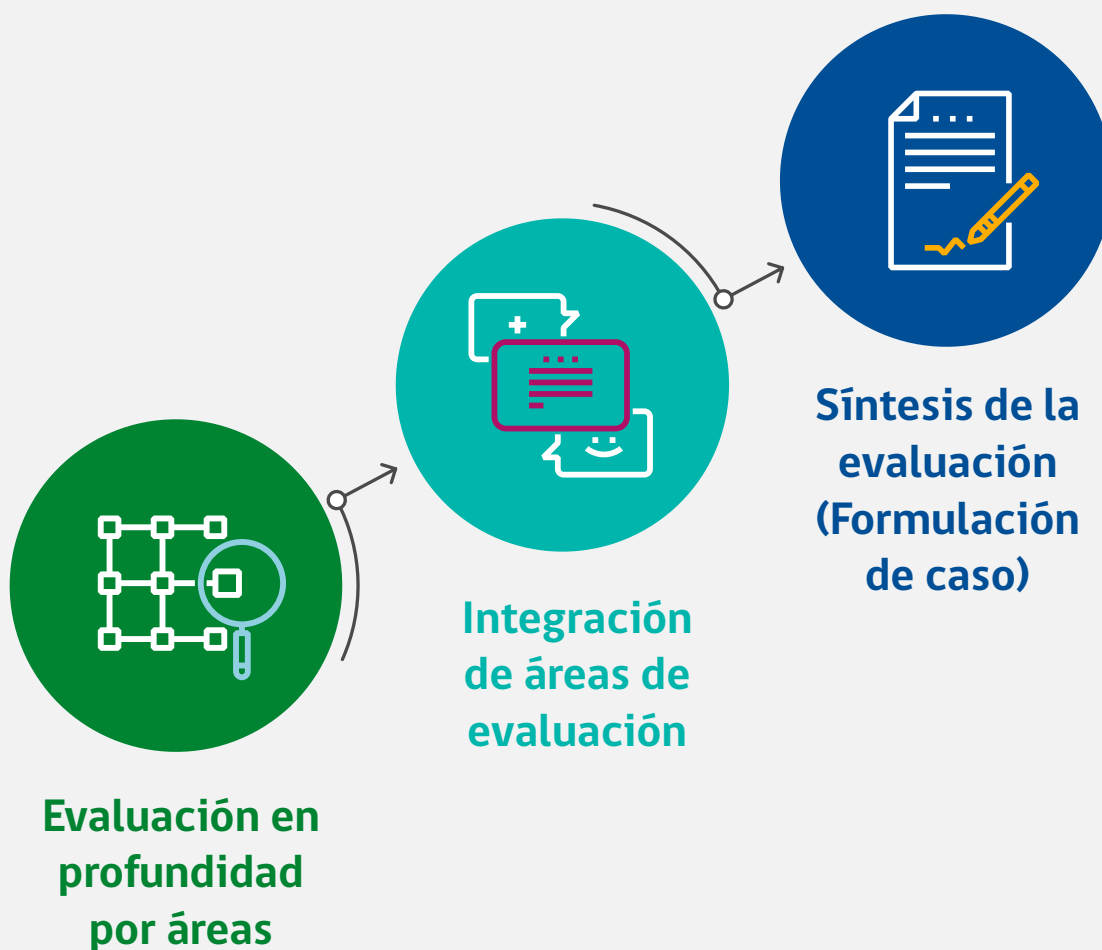 Evaluación en
profundidad
por áreas
Integración
de áreas de
evaluación
Síntesis de la
evaluación
(Formulación
de caso)